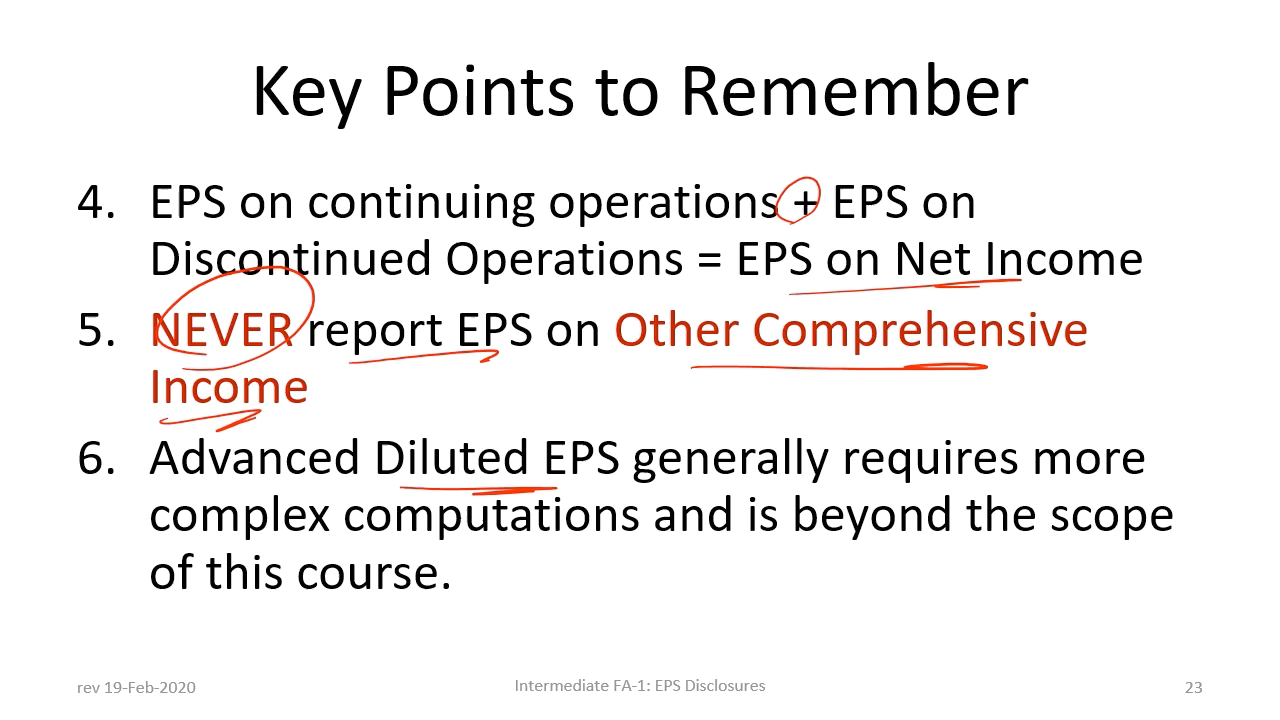 Key Points to Remember
4. EPS on continuing operations + EPS on
Discontinued Operations = EPS on Net Income
5. NEVER report EPS on Other Comprehensive
Income
6. Advanced Diluted EPS generally requires more
complex computations and is beyond the scope
of this course.
rev 19-Feb-2020
Intermediate FA-1: EPS Disclosures
23